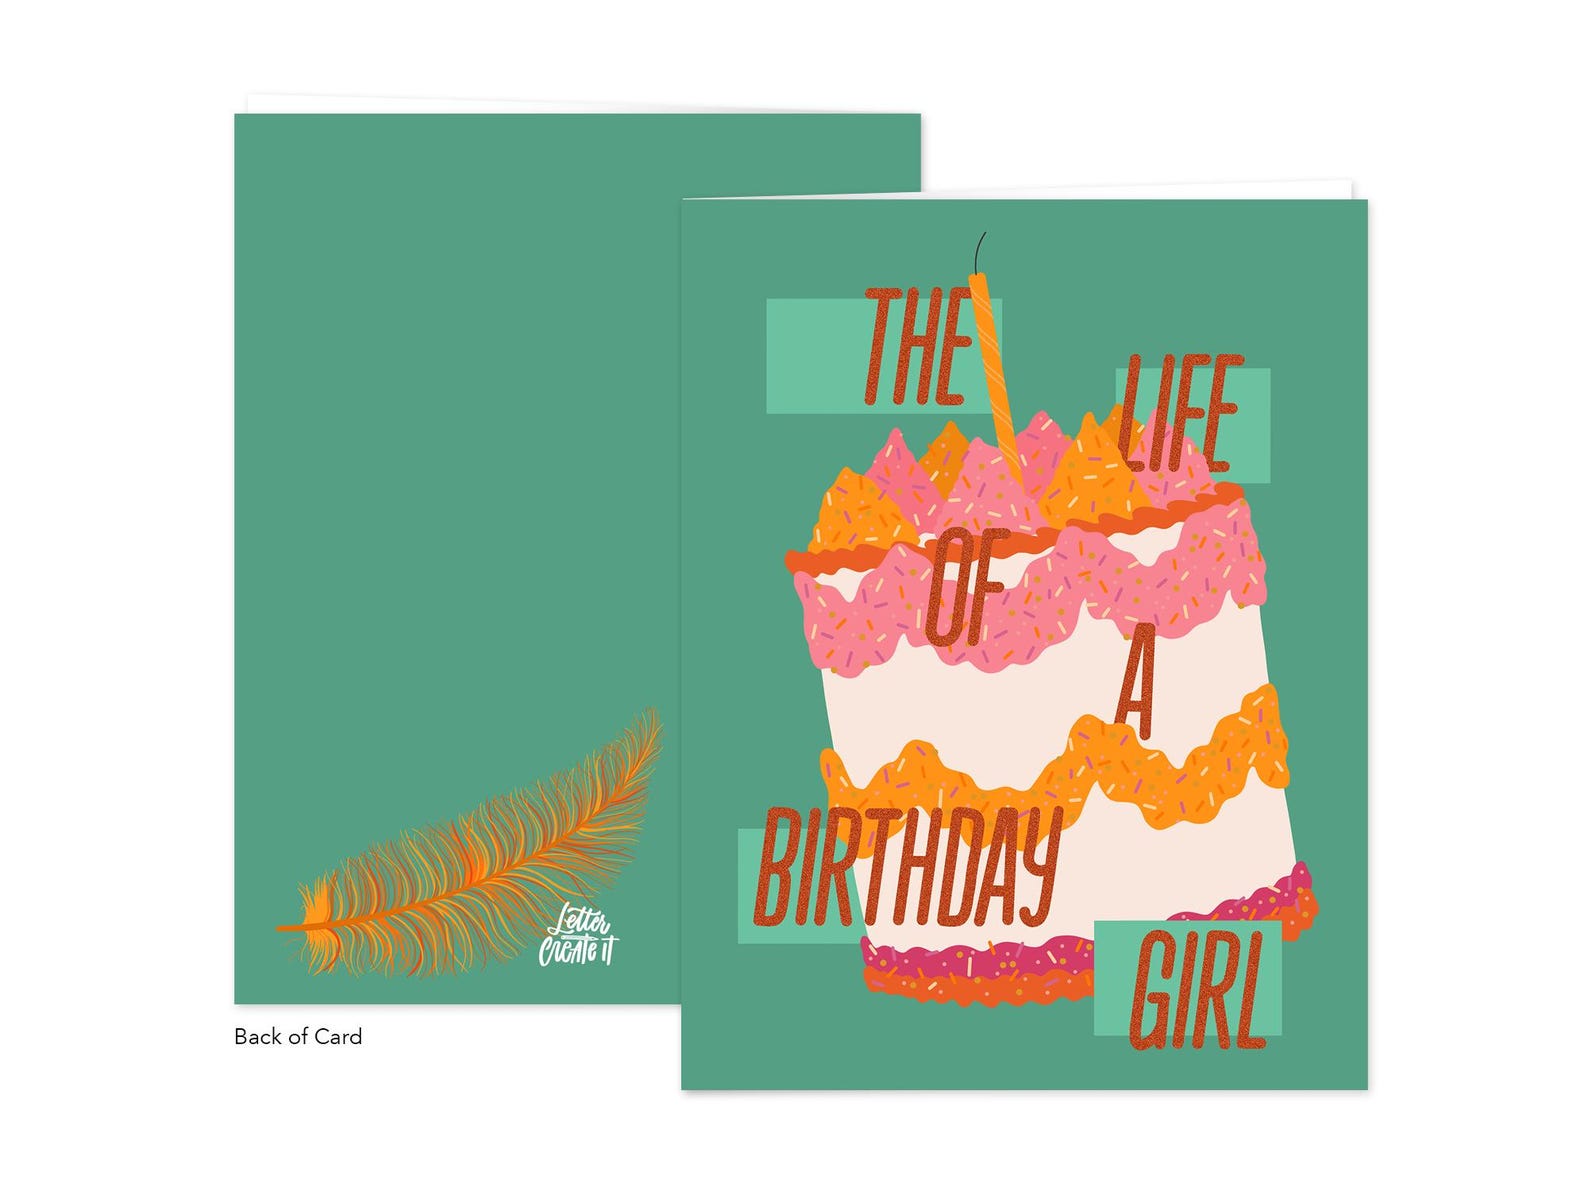 THE
LIFE
OF
A
BIRTHDAY
GIRL
Letter
Create it
Back of Card